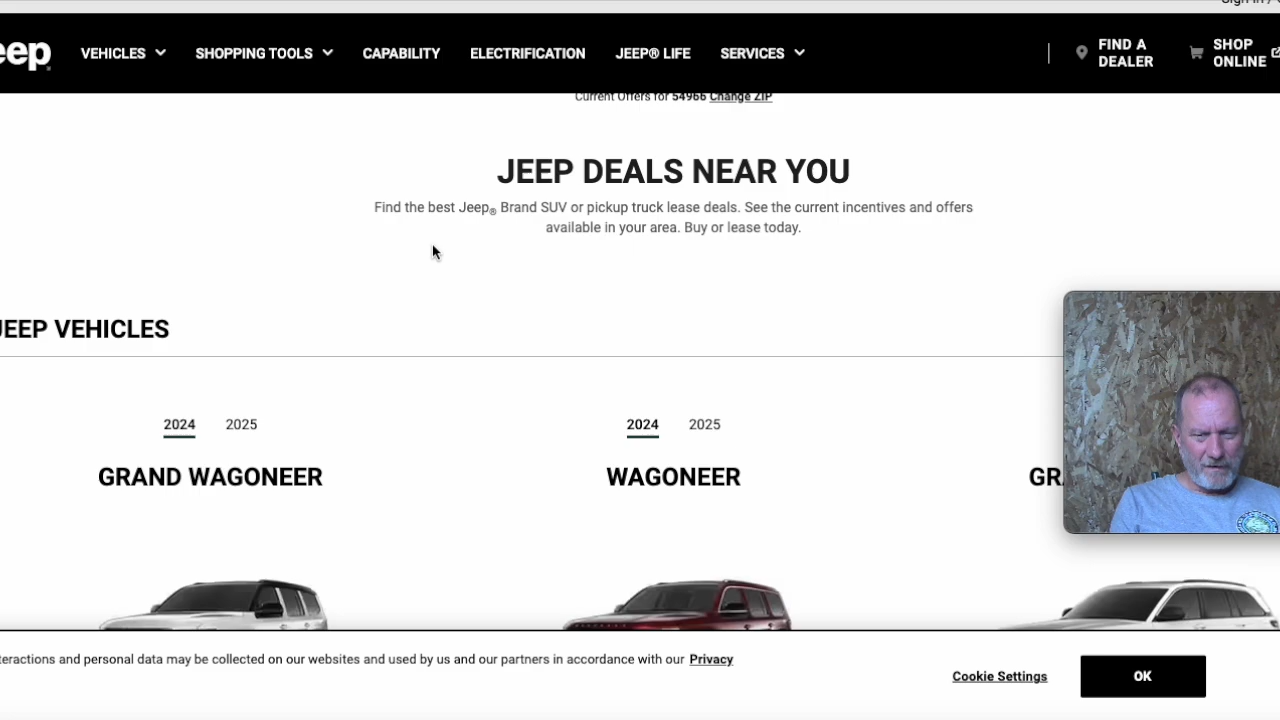 eep
VEHICLES
SHOPPING TOOLS
CAPABILITY
ELECTRIFICATION
JEEP® LIFE
SERVICES
FIND A
DEALER
SHOP
ONLINE
Current Offers for 54966 Change ZIP
JEEP DEALS NEAR YOU
Find the best Jeep® Brand SUV or pickup truck lease deals. See the current incentives and offers
available in your area. Buy or lease today.
JEEP VEHICLES
2024 2025
2024 2025
GRAND WAGONEER
WAGONEER
GR
teractions and personal data may be collected on our websites and used by us and our partners in accordance with our Privacy
Cookie Settings
OK